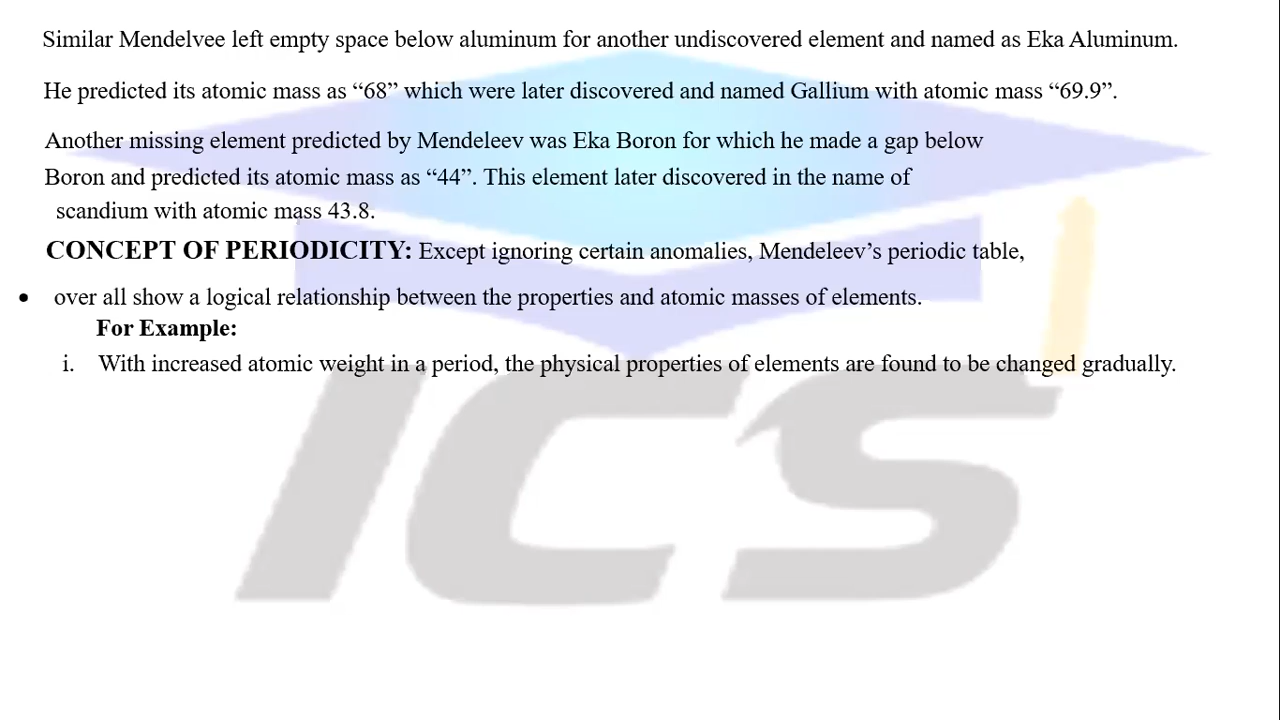 Similar Mendelvee left empty space below aluminum for another undiscovered element and named as Eka Aluminum.
He predicted its atomic mass as “68” which were later discovered and named Gallium with atomic mass “69.9”.
Another missing element predicted by Mendeleev was Eka Boron for which he made a gap below
Boron and predicted its atomic mass as “44”. This element later discovered in the name of
scandium with atomic mass 43.8.
CONCEPT OF PERIODICITY: Except ignoring certain anomalies, Mendeleev’s periodic table,
• over all show a logical relationship between the properties and atomic masses of elements.
For Example:
i. With increased atomic weight in a period, the physical properties of elements are found to be changed gradually.
ICS